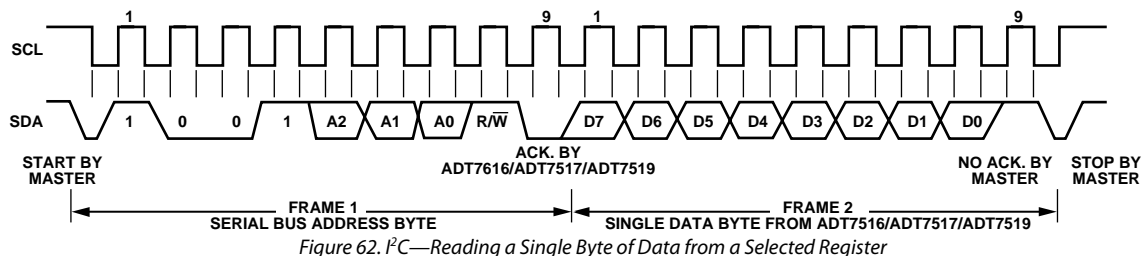 1 9 1 9
SCL
SDA 1 0 0 1 A2 A1 A0 R/W̅ D7 D6 D5 D4 D3 D2 D1 D0
START BY MASTER
ACK. BY ADT7616/ADT7517/ADT7519
NO ACK. BY MASTER
STOP BY MASTER
FRAME 1
SERIAL BUS ADDRESS BYTE
FRAME 2
SINGLE DATA BYTE FROM ADT7516/ADT7517/ADT7519
Figure 62. I²C—Reading a Single Byte of Data from a Selected Register